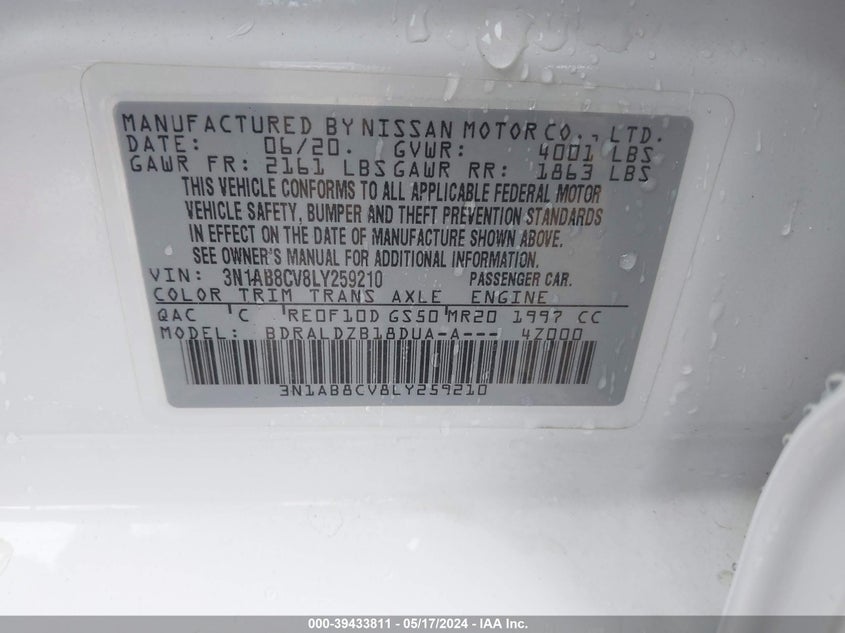 MANUFACTURED BY NISSAN MOTOR CO., LTD.
DATE: 06/20. GVWR: 4001 LBS
GAWR FR: 2161 LBS GAWR RR: 1863 LBS
THIS VEHICLE CONFORMS TO ALL APPLICABLE FEDERAL MOTOR
VEHICLE SAFETY, BUMPER AND THEFT PREVENTION STANDARDS
IN EFFECT ON THE DATE OF MANUFACTURE SHOWN ABOVE.
SEE OWNER'S MANUAL FOR ADDITIONAL INFORMATION.
VIN: 3N1AB8CV8LY259210 PASSENGER CAR.
COLOR TRIM TRANS AXLE ENGINE
QAC C RE0F10D GS50 MR20 1997 CC
MODEL: BDRALDZB18DUA-A--- 4Z000
3N1AB8CV8LY259210
000-39433811 - 05/17/2024 - IAA Inc.